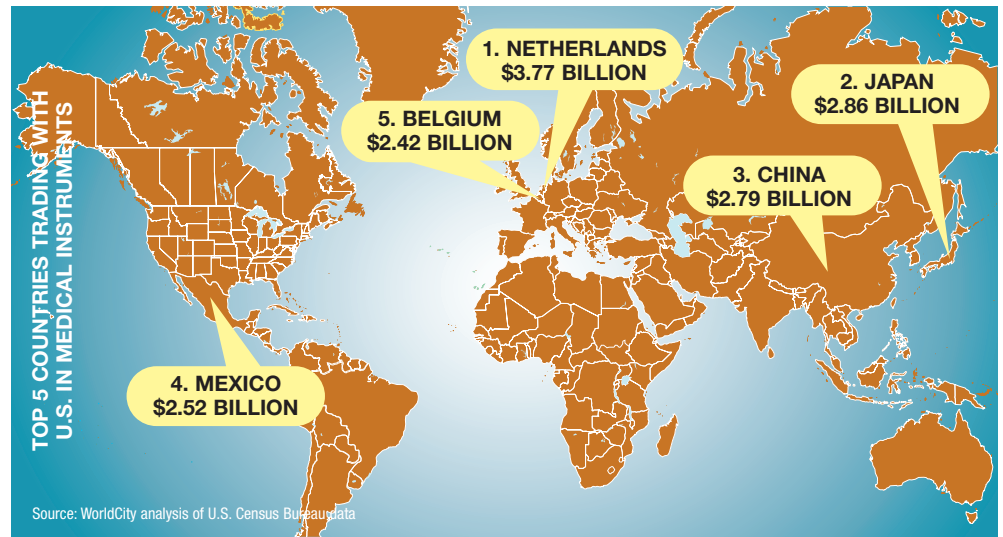 TOP 5 COUNTRIES TRADING WITH
U.S. IN MEDICAL INSTRUMENTS
1. NETHERLANDS
$3.77 BILLION
2. JAPAN
$2.86 BILLION
3. CHINA
$2.79 BILLION
4. MEXICO
$2.52 BILLION
5. BELGIUM
$2.42 BILLION
Source: WorldCity analysis of U.S. Census Bureau data